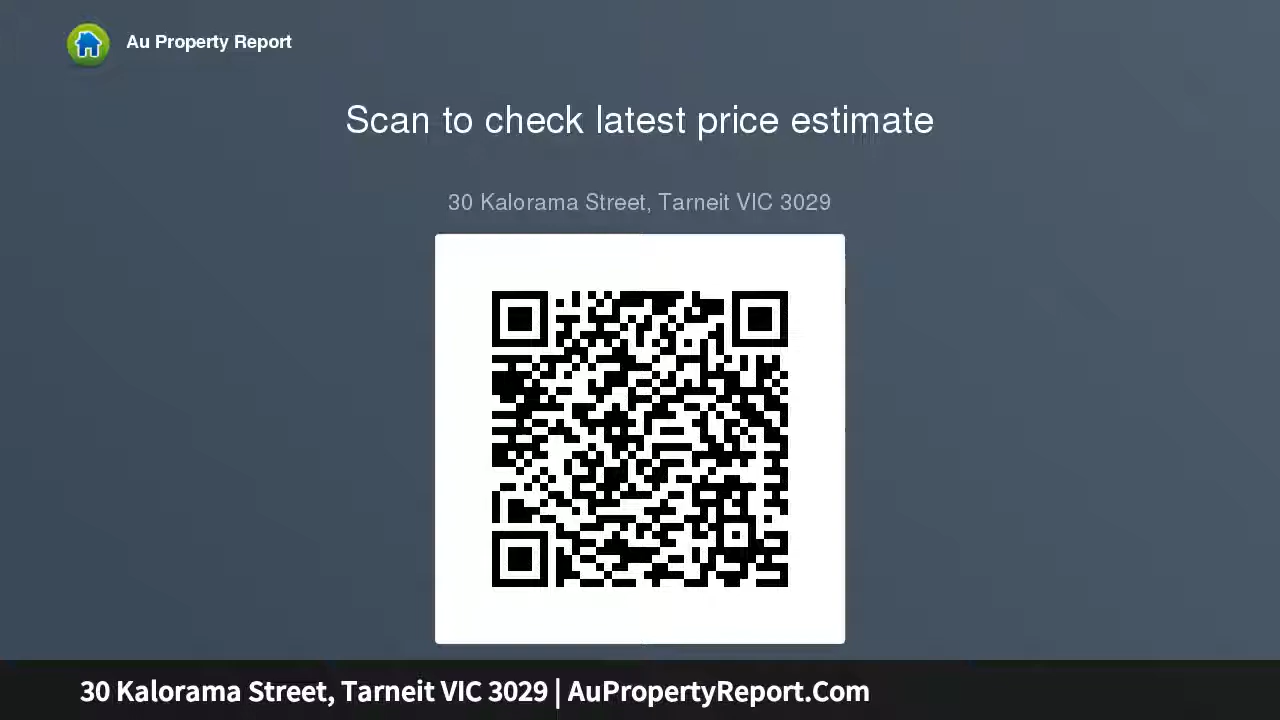 Au Property Report
Scan to check latest price estimate
30 Kalorama Street, Tarneit VIC 3029
30 Kalorama Street, Tarneit VIC 3029 | AuPropertyReport.Com